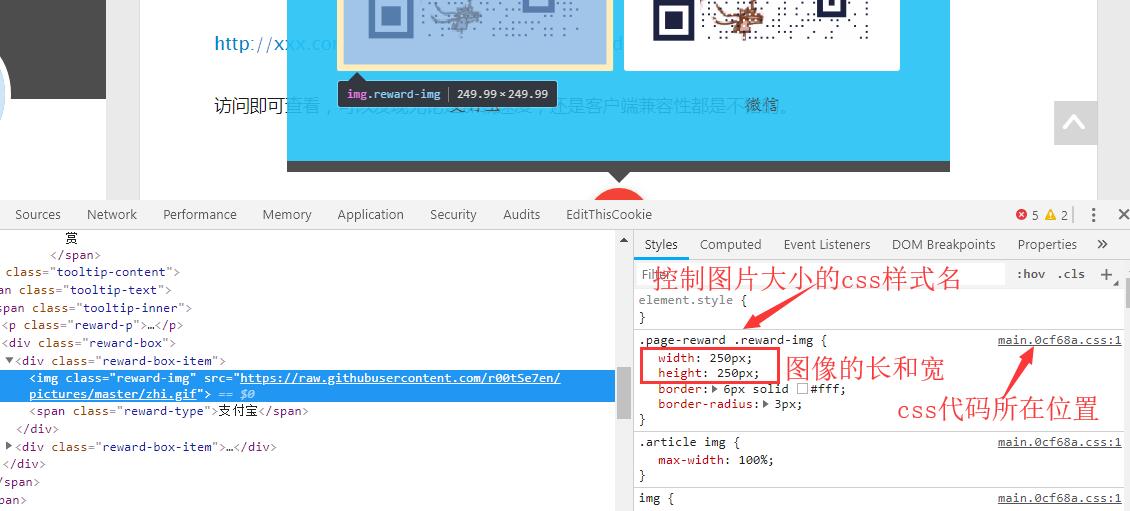 http://xxx.con
d
img.reward-img 249.99×249.99
访问即可查看，
还是客户端兼容性都是不
微信
Sources Network Performance Memory Application Security Audits EditThisCookie 5 2
赏
</span>
class="tooltip-content">
an class="tooltip-text">
span class="tooltip-inner">
<p class="reward-p">…</p>
<div class="reward-box">
<div class="reward-box-item">
<img class="reward-img" src="https://raw.githubusercontent.com/r00tSe7en/
pictures/master/zhi.gif"> == $0
<span class="reward-type">支付宝</span>
</div>
<div class="reward-box-item">…</div>
</div>
/span>
pan>
Styles Computed Event Listeners DOM Breakpoints Properties
Filter :hov .cls
控制图片大小的css样式名
element.style {
}
.page-reward .reward-img { main.0cf68a.css:1
width: 250px;
height: 250px;
图像的长和宽
border: 6px solid #fff;
border-radius: 3px;
css代码所在位置
}
.article img { main.0cf68a.css:1
max-width: 100%;
}
img { main.0cf68a.css:1